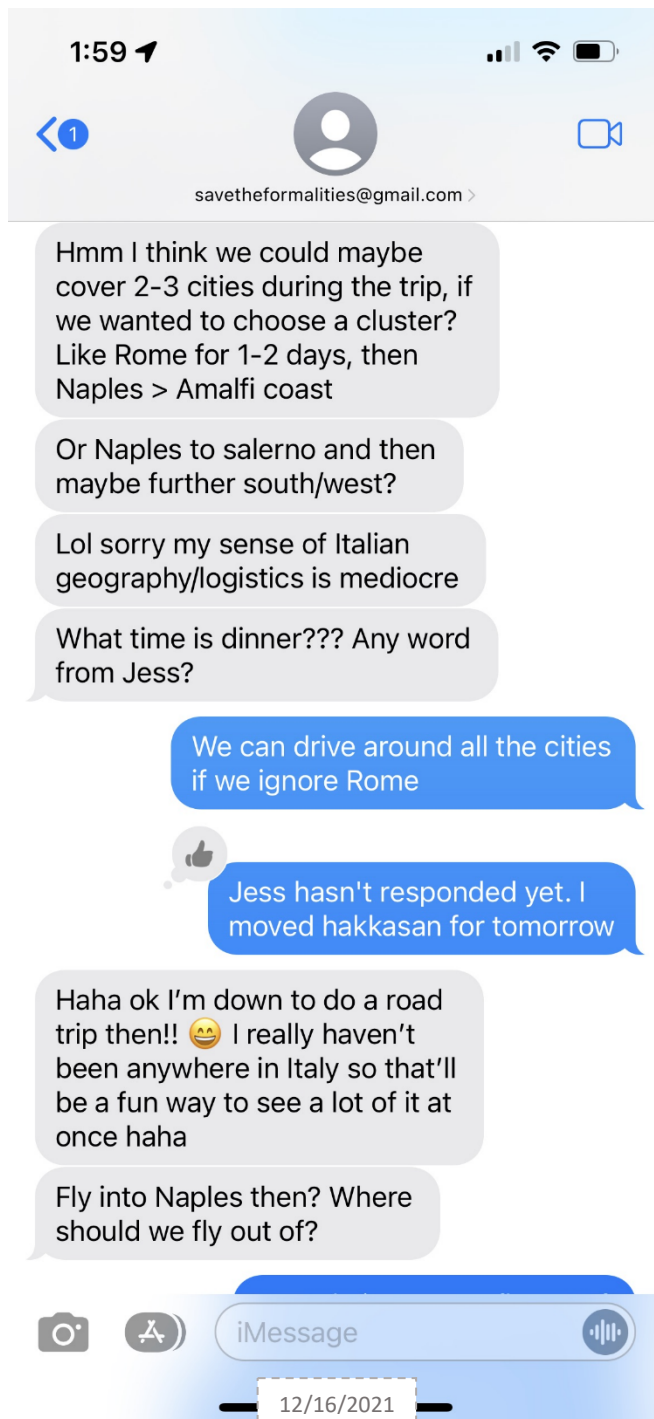 1:59
1
savetheformalities@gmail.com
Hmm I think we could maybe
cover 2-3 cities during the trip, if
we wanted to choose a cluster?
Like Rome for 1-2 days, then
Naples > Amalfi coast
Or Naples to salerno and then
maybe further south/west?
Lol sorry my sense of Italian
geography/logistics is mediocre
What time is dinner??? Any word
from Jess?
We can drive around all the cities
if we ignore Rome
Jess hasn't responded yet. I
moved hakkasan for tomorrow
Haha ok I’m down to do a road
trip then!! 😄 I really haven’t
been anywhere in Italy so that’ll
be a fun way to see a lot of it at
once haha
Fly into Naples then? Where
should we fly out of?
iMessage
12/16/2021